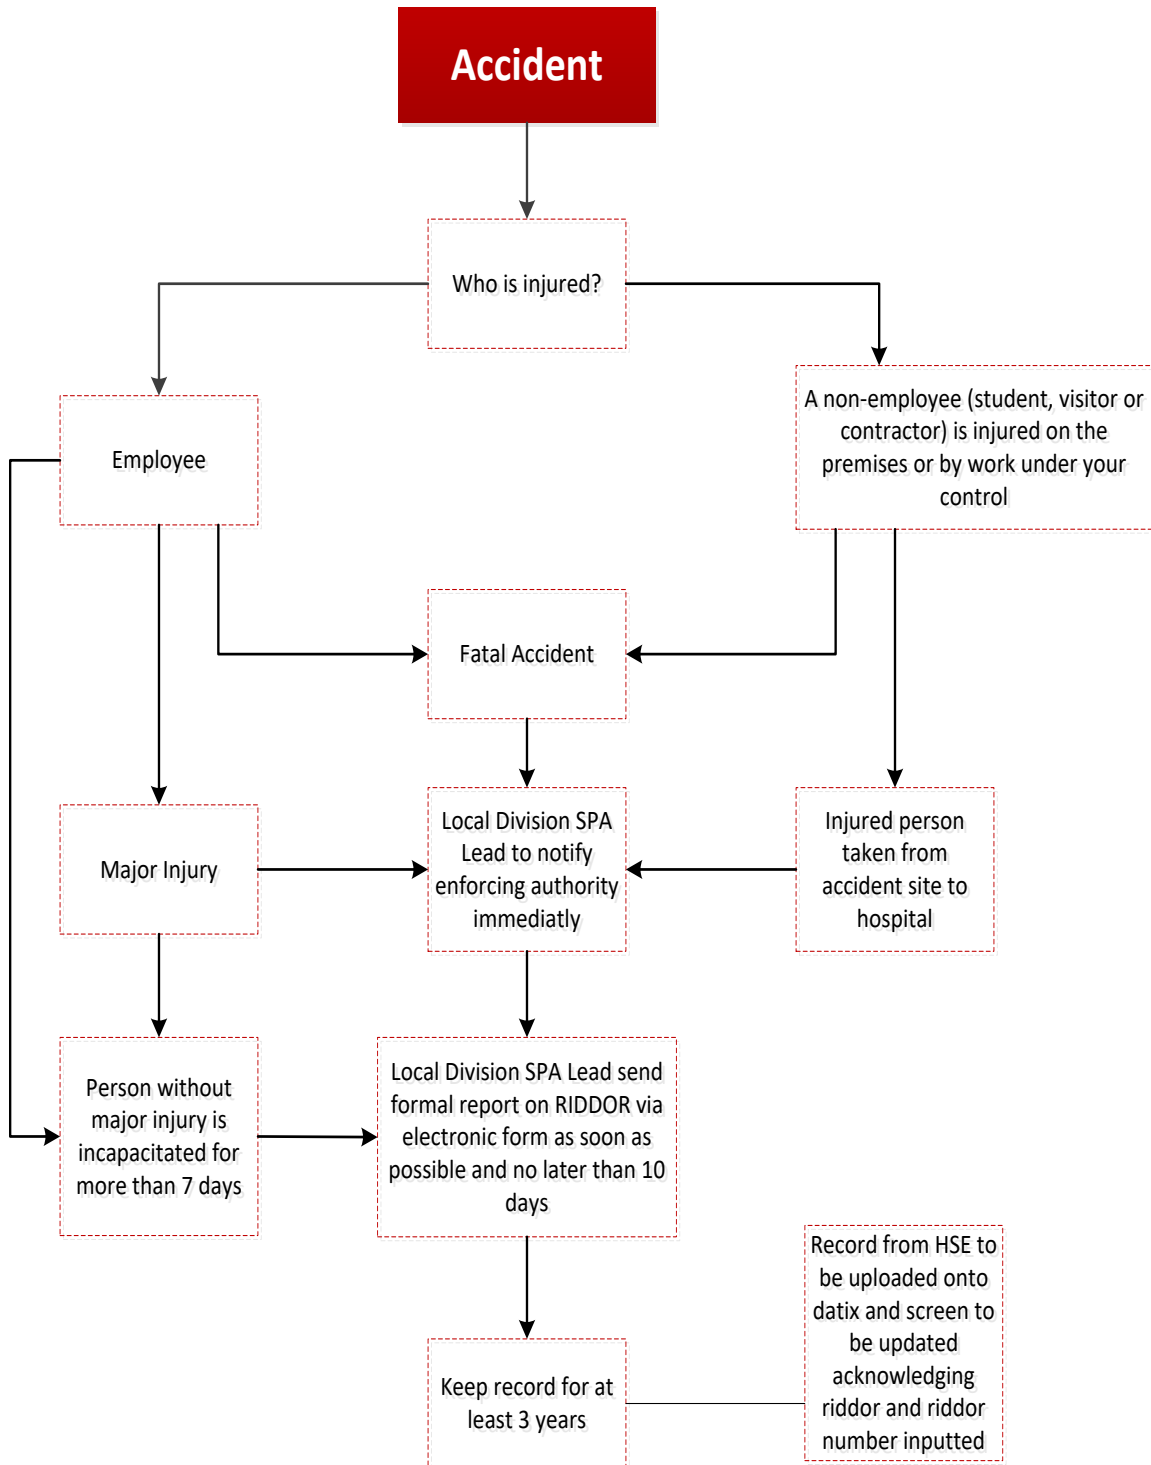 Accident
Who is injured?
Employee
A non-employee (student, visitor or
contractor) is injured on the
premises or by work under your
control
Fatal Accident
Major Injury
Local Division SPA
Lead to notify
enforcing authority
immediatly
Injured person
taken from
accident site to
hospital
Person without
major injury is
incapacitated for
more than 7 days
Local Division SPA Lead send
formal report on RIDDOR via
electronic form as soon as
possible and no later than 10
days
Keep record for at
least 3 years
Record from HSE to
be uploaded onto
datix and screen to
be updated
acknowledging
riddor and riddor
number inputted